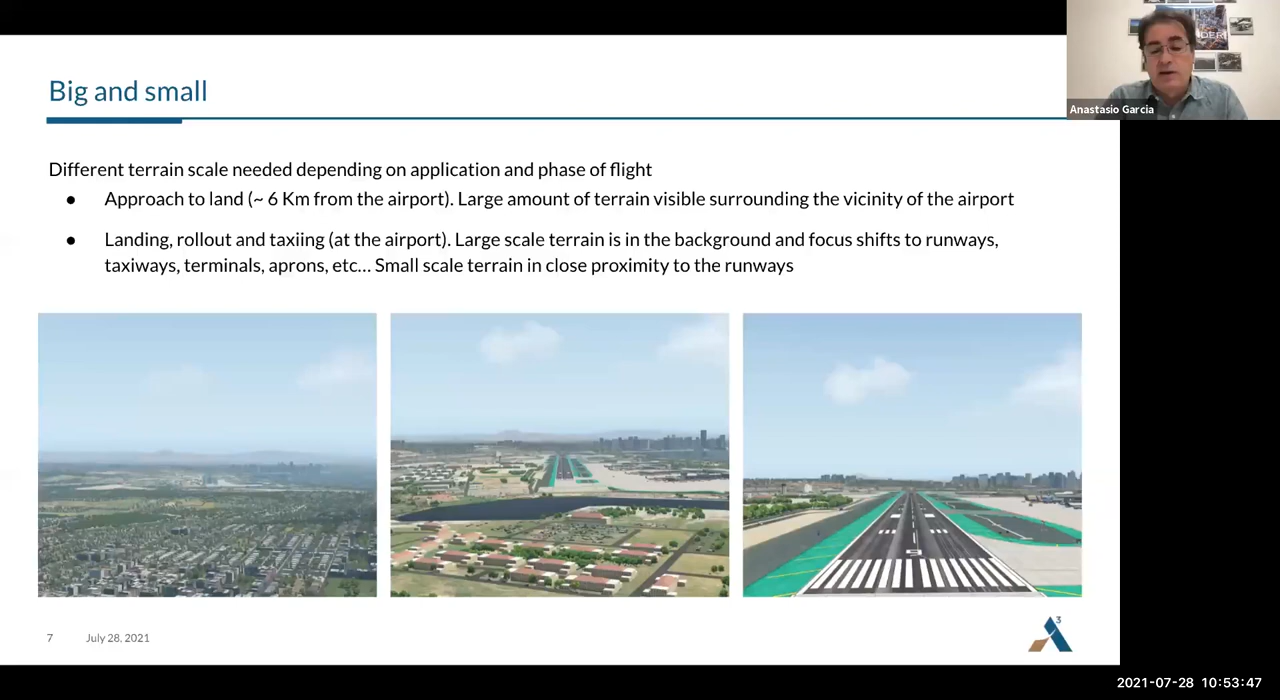 Big and small
Anastasio Garcia
Different terrain scale needed depending on application and phase of flight
● Approach to land (~ 6 Km from the airport). Large amount of terrain visible surrounding the vicinity of the airport
● Landing, rollout and taxiing (at the airport). Large scale terrain is in the background and focus shifts to runways,
taxiways, terminals, aprons, etc... Small scale terrain in close proximity to the runways
9
7 July 28, 2021
3
2021-07-28 10:53:47